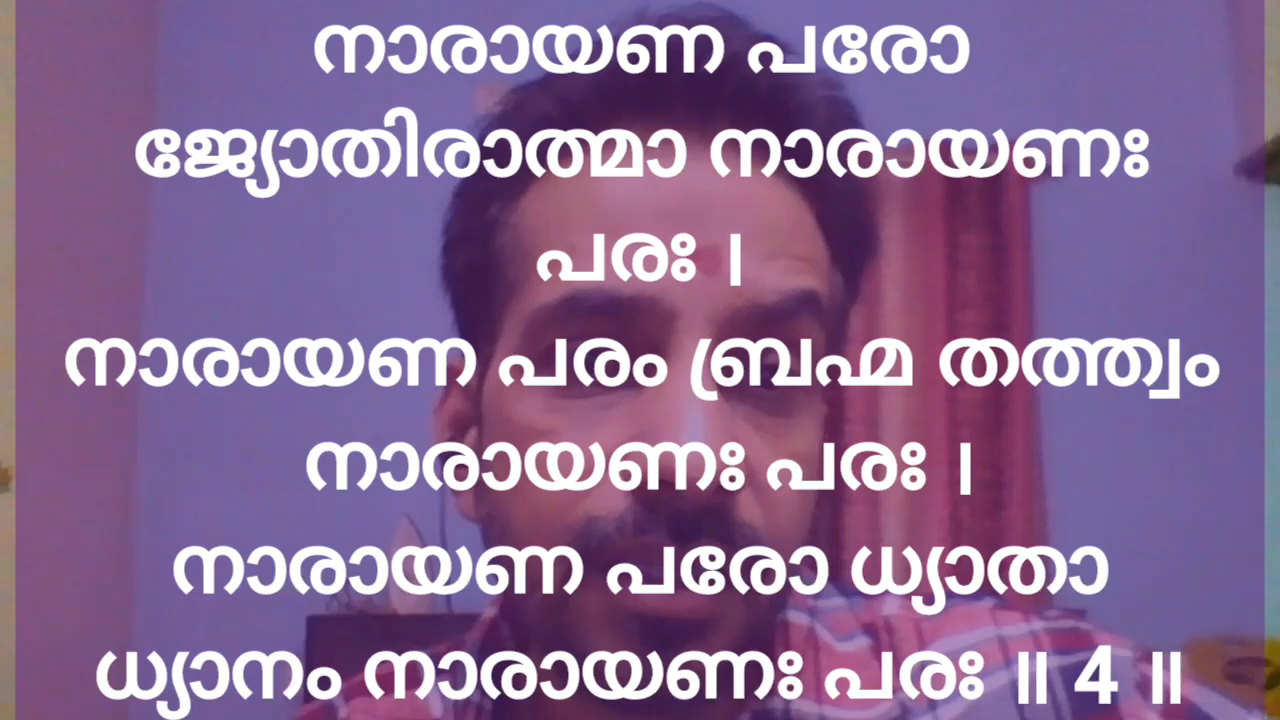 നാരായണ പരോ
ജ്യോതിരാത്മാ നാരായണഃ
പരഃ ।
നാരായണ പരം ബ്രഹ്മ തത്ത്വം
നാരായണഃ പരഃ ।
നാരായണ പരോ ധ്യാതാ
ധ്യാനം നാരായണഃ പരഃ ॥ 4 ॥